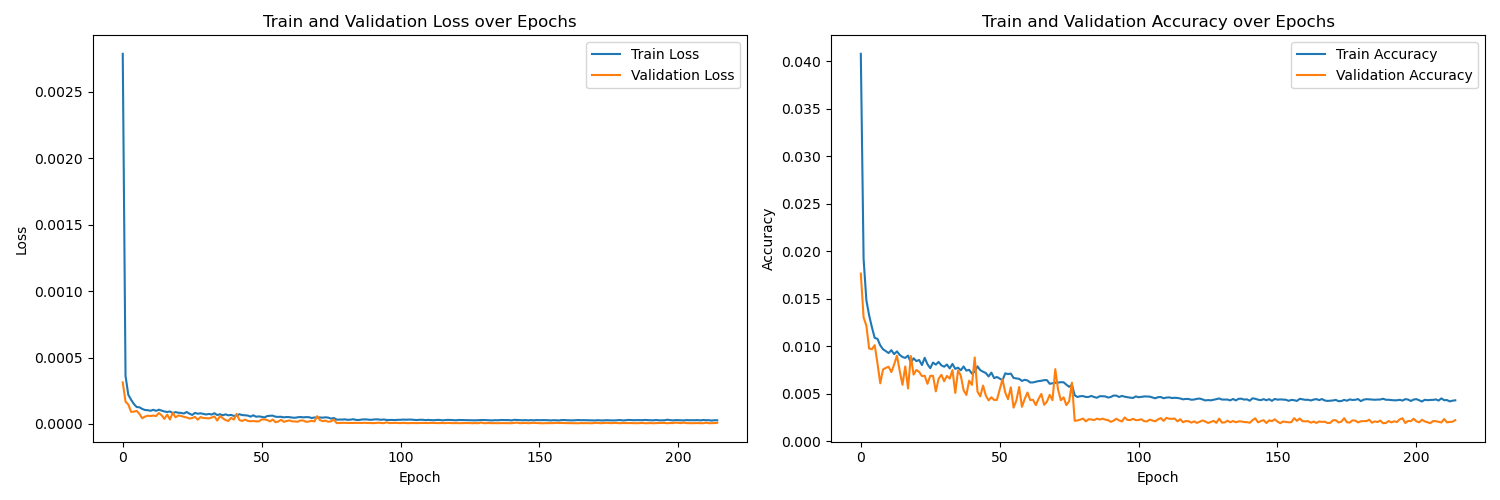 Train and Validation Loss over Epochs
Train Loss
Validation Loss
0.0025
0.0020
0.0015
0.0010
0.0005
0.0000
Loss
0
50
100
150
200
Epoch
Train and Validation Accuracy over Epochs
Train Accuracy
Validation Accuracy
0.040
0.035
0.030
0.025
0.020
0.015
0.010
0.005
0.000
Accuracy
0
50
100
150
200
Epoch